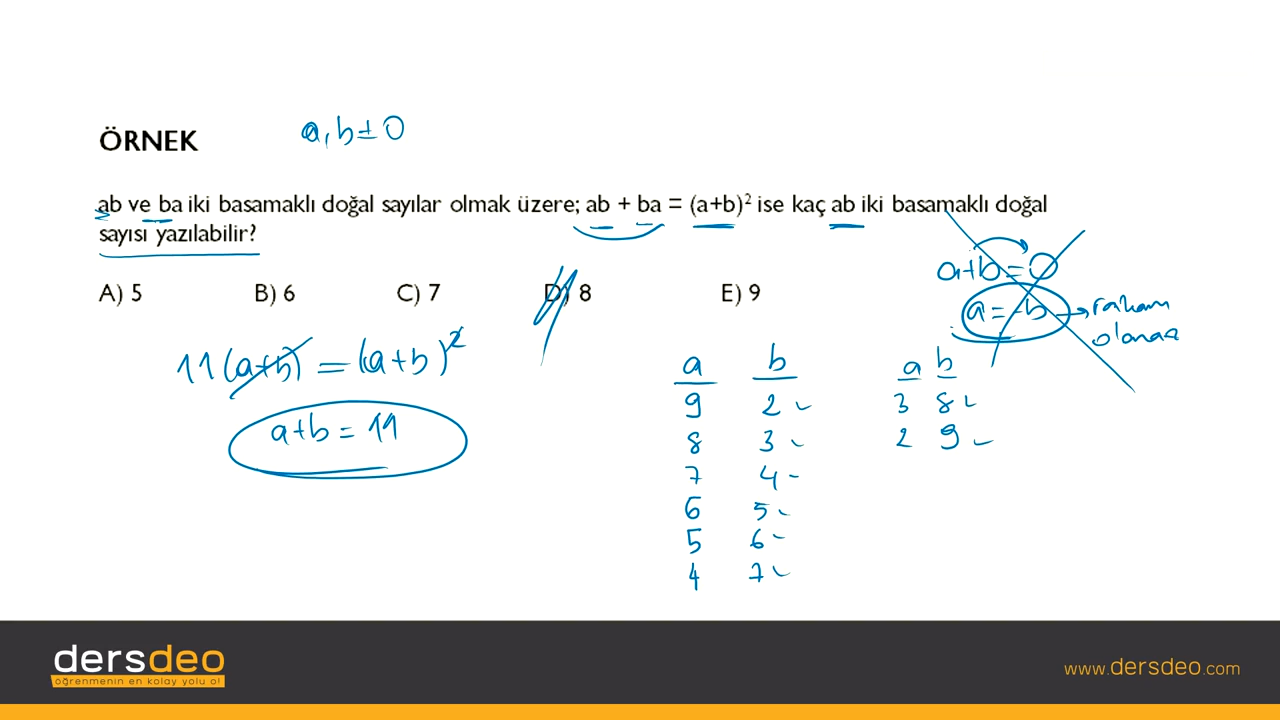 ÖRNEK
a, b ≠ 0
ab ve ba iki basamaklı doğal sayılar olmak üzere; ab + ba = (a+b)² ise kaç ab iki basamaklı doğal
sayısı yazılabilir?
A) 5 B) 6 C) 7 D) 8 E) 9
a+b = 0
a = -b → rakam
olamaz
11(a+b) = (a+b)²
a+b = 11
a b
9 2
8 3
7 4
6 5
5 6
4 7
a b
3 8
2 9
dersdeo
öğrenmenin en kolay yolu o!
www.dersdeo.com